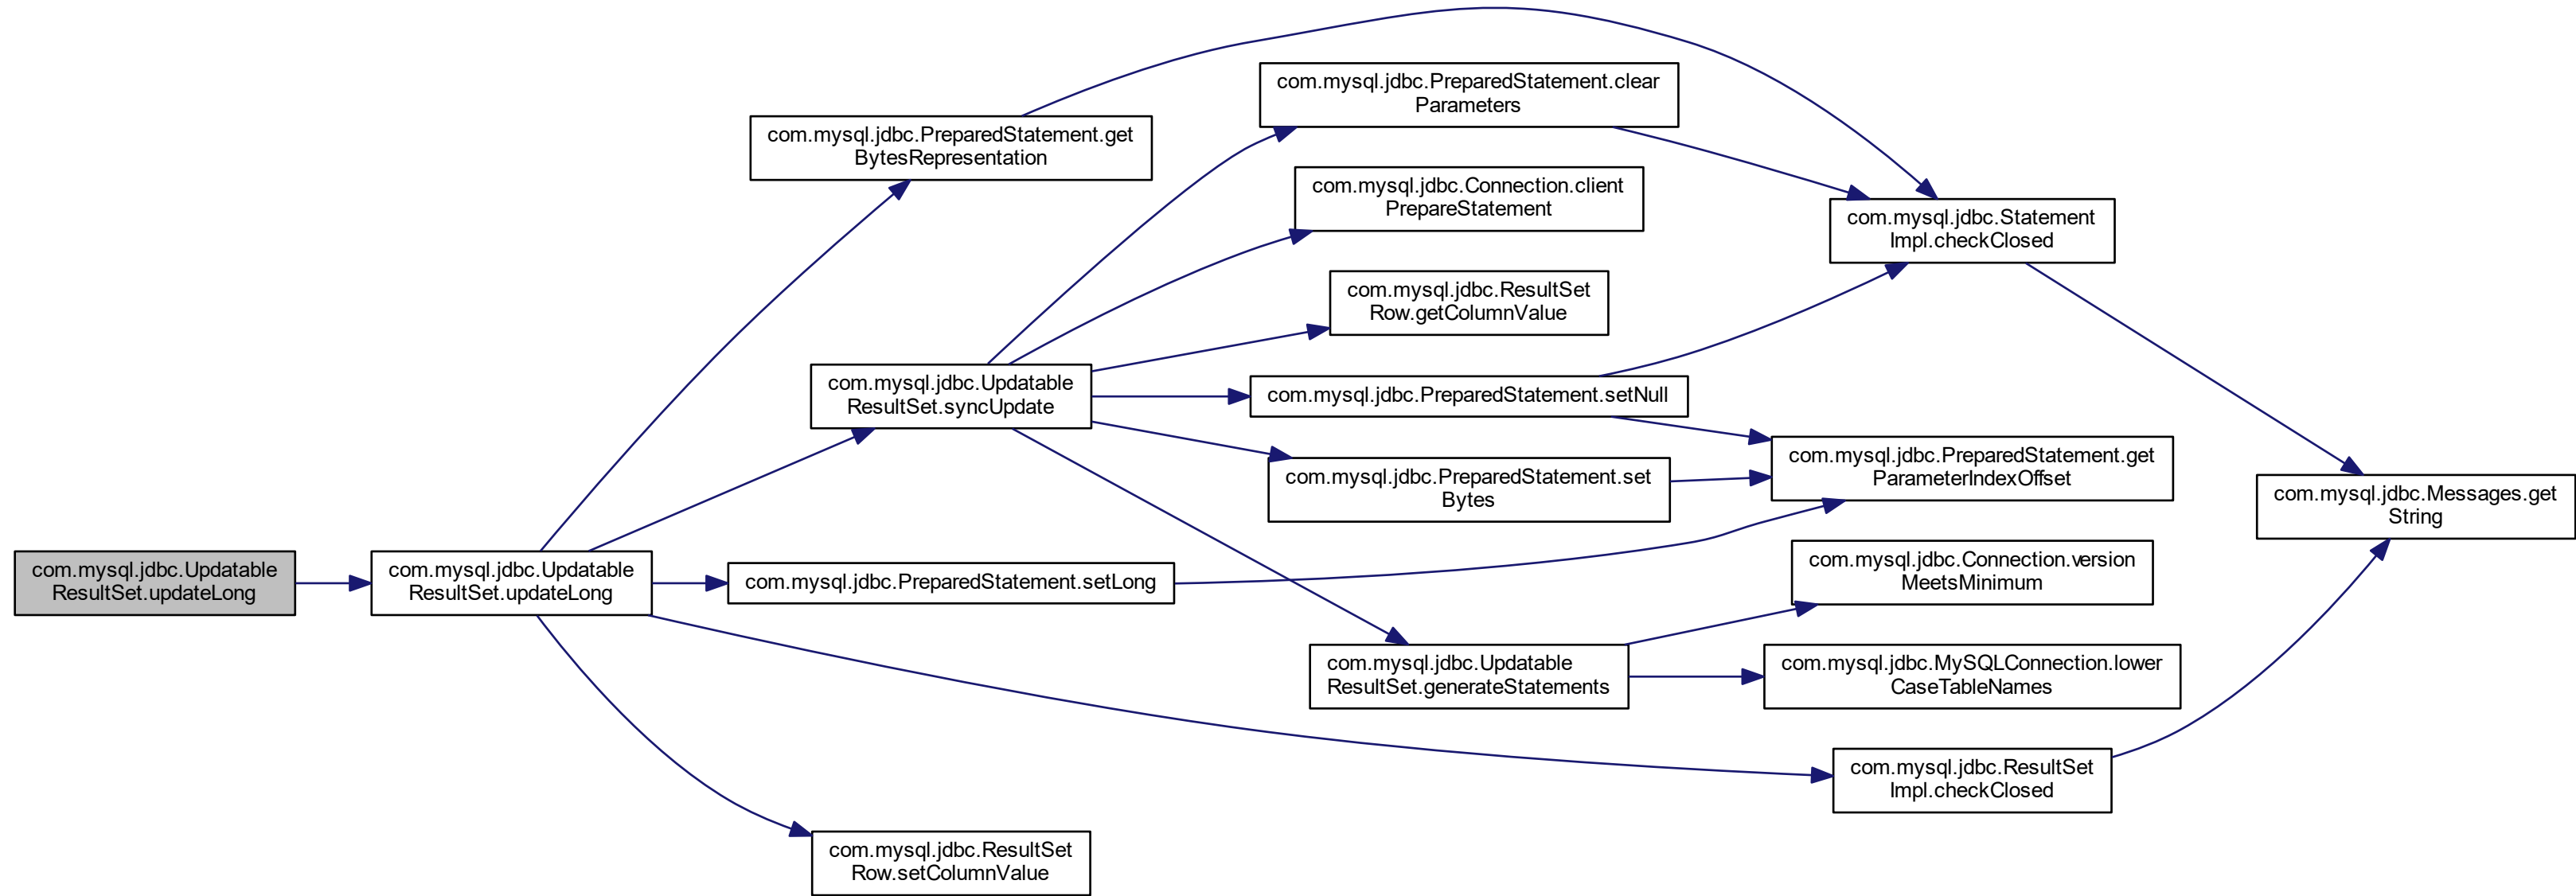 com.mysql.jdbc.Updatable
ResultSet.updateLong
com.mysql.jdbc.Updatable
ResultSet.updateLong
com.mysql.jdbc.PreparedStatement.get
BytesRepresentation
com.mysql.jdbc.Updatable
ResultSet.syncUpdate
com.mysql.jdbc.PreparedStatement.setLong
com.mysql.jdbc.ResultSet
Row.setColumnValue
com.mysql.jdbc.PreparedStatement.clear
Parameters
com.mysql.jdbc.Connection.client
PrepareStatement
com.mysql.jdbc.ResultSet
Row.getColumnValue
com.mysql.jdbc.PreparedStatement.setNull
com.mysql.jdbc.PreparedStatement.set
Bytes
com.mysql.jdbc.Updatable
ResultSet.generateStatements
com.mysql.jdbc.Statement
Impl.checkClosed
com.mysql.jdbc.PreparedStatement.get
ParameterIndexOffset
com.mysql.jdbc.Connection.version
MeetsMinimum
com.mysql.jdbc.MySQLConnection.lower
CaseTableNames
com.mysql.jdbc.ResultSet
Impl.checkClosed
com.mysql.jdbc.Messages.get
String